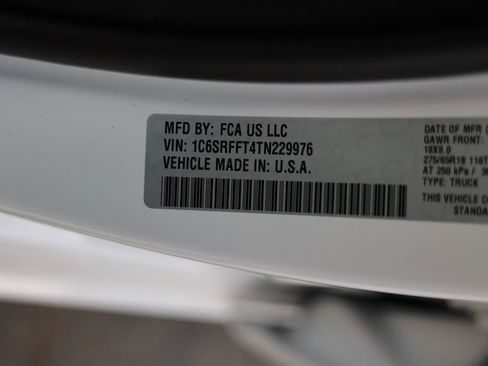 MFD BY: FCA US LLC
VIN: 1C6SRFFT4TN229976
VEHICLE MADE IN: U.S.A.
DATE OF MFR
GAWR FRONT:
18X8.0
275/65R18 116T
AT 250 kPa /
TYPE: TRUCK
THIS VEHICLE
STANDA